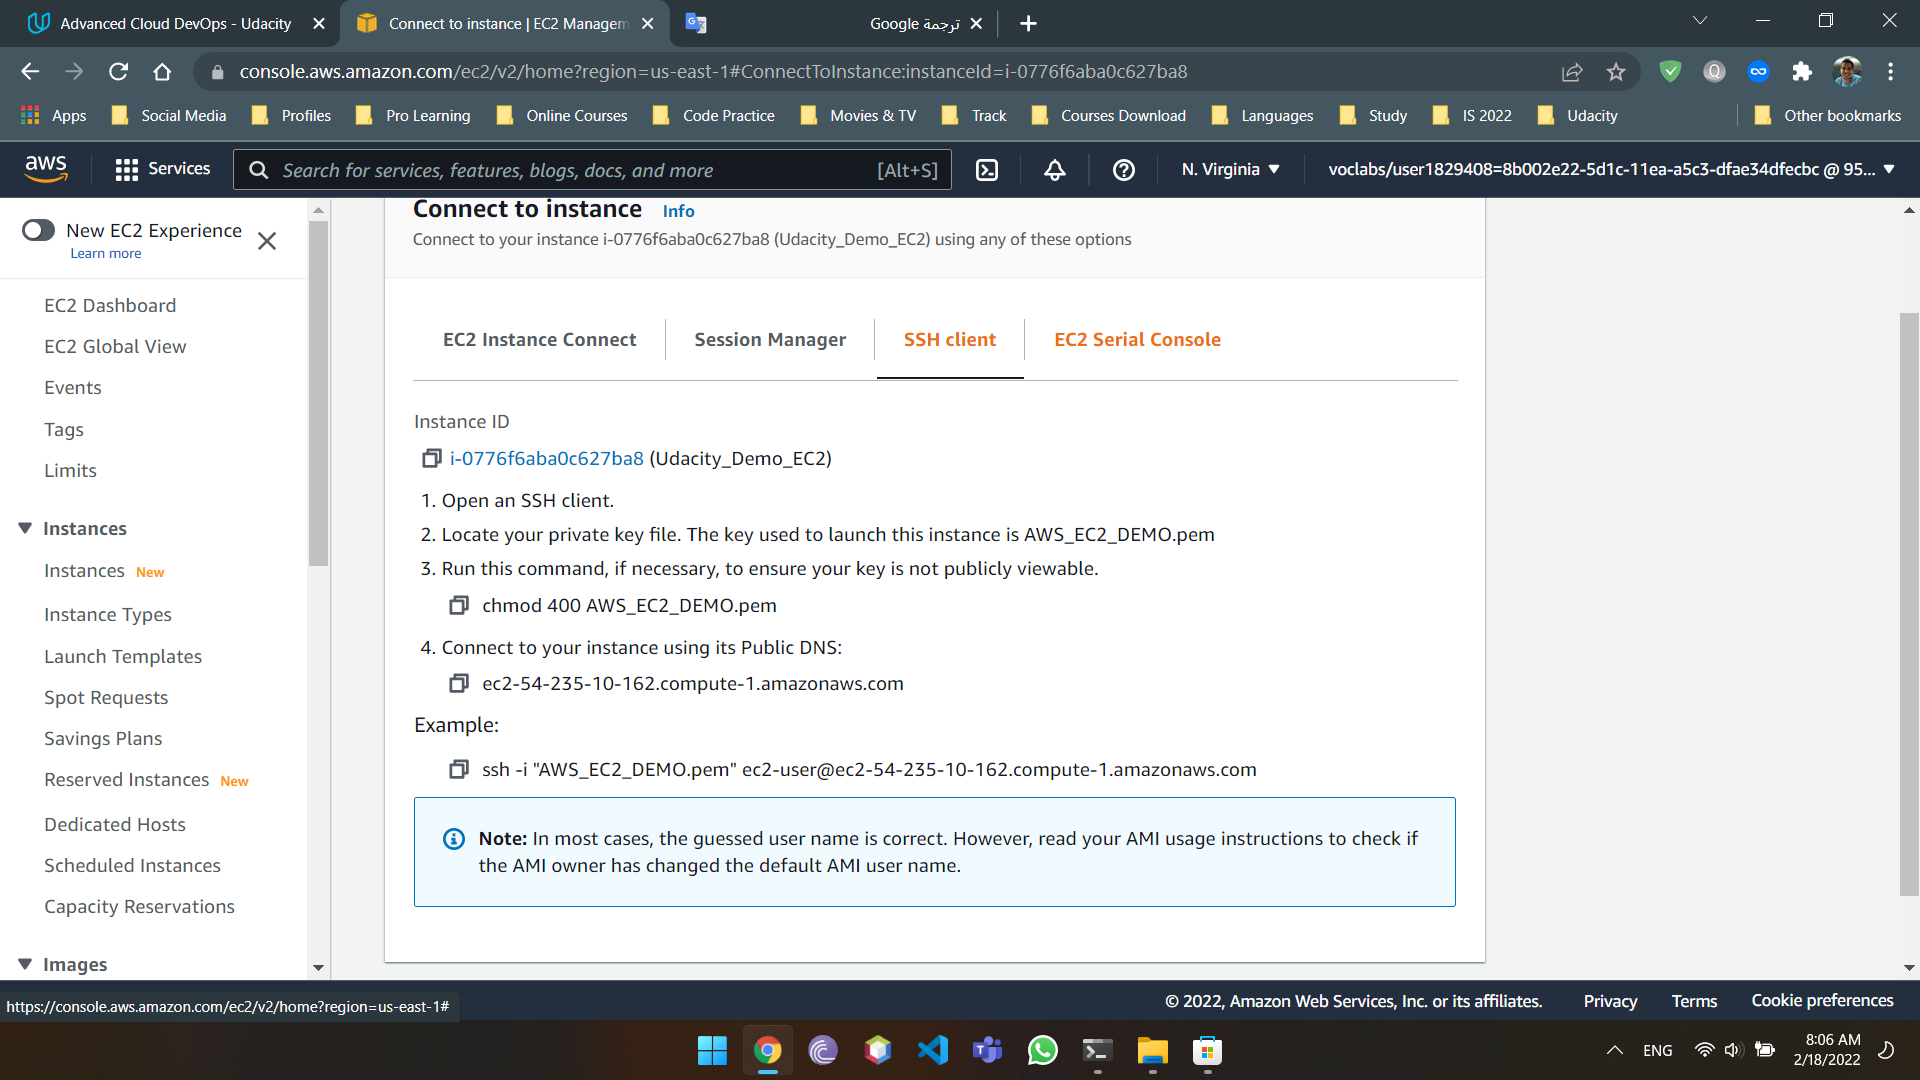 Advanced Cloud DevOps - Udacity
Connect to instance | EC2 Managem
ترجمة Google
console.aws.amazon.com/ec2/v2/home?region=us-east-1#ConnectToInstance:instanceId=i-0776f6aba0c627ba8
Q
Apps
Social Media
Profiles
Pro Learning
Online Courses
Code Practice
Movies & TV
Track
Courses Download
Languages
Study
IS 2022
Udacity
Other bookmarks
aws
Services
Search for services, features, blogs, docs, and more
[Alt+S]
N. Virginia
voclabs/user1829408=8b002e22-5d1c-11ea-a5c3-dfae34dfecbc @ 95...
New EC2 Experience
Learn more
EC2 Dashboard
EC2 Global View
Events
Tags
Limits
Instances
Instances New
Instance Types
Launch Templates
Spot Requests
Savings Plans
Reserved Instances New
Dedicated Hosts
Scheduled Instances
Capacity Reservations
Images
Connect to instance Info
Connect to your instance i-0776f6aba0c627ba8 (Udacity_Demo_EC2) using any of these options
EC2 Instance Connect
Session Manager
SSH client
EC2 Serial Console
Instance ID
i-0776f6aba0c627ba8 (Udacity_Demo_EC2)
1. Open an SSH client.
2. Locate your private key file. The key used to launch this instance is AWS_EC2_DEMO.pem
3. Run this command, if necessary, to ensure your key is not publicly viewable.
chmod 400 AWS_EC2_DEMO.pem
4. Connect to your instance using its Public DNS:
ec2-54-235-10-162.compute-1.amazonaws.com
Example:
ssh -i "AWS_EC2_DEMO.pem" ec2-user@ec2-54-235-10-162.compute-1.amazonaws.com
Note: In most cases, the guessed user name is correct. However, read your AMI usage instructions to check if
the AMI owner has changed the default AMI user name.
https://console.aws.amazon.com/ec2/v2/home?region=us-east-1#
© 2022, Amazon Web Services, Inc. or its affiliates.
Privacy
Terms
Cookie preferences
ENG
8:06 AM
2/18/2022